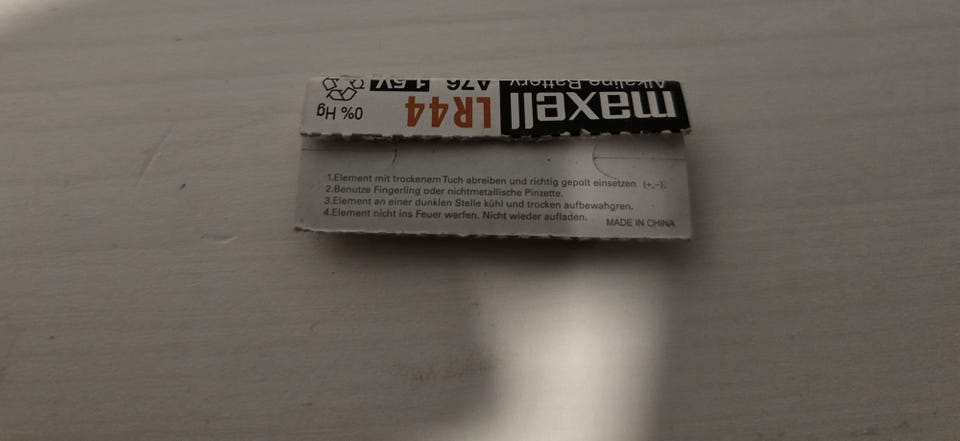 maxell
Alkaline Battery
LR44
A76 1.5V
0% Hg
1.Element mit trockenem Tuch abreiben und richtig gepolt einsetzen (+,–).
2.Benutze Fingerling oder nichtmetallische Pinzette.
3.Element an einer dunklen Stelle kühl und trocken aufbewahgren.
4.Element nicht ins Feuer werfen. Nicht wieder aufladen.
MADE IN CHINA